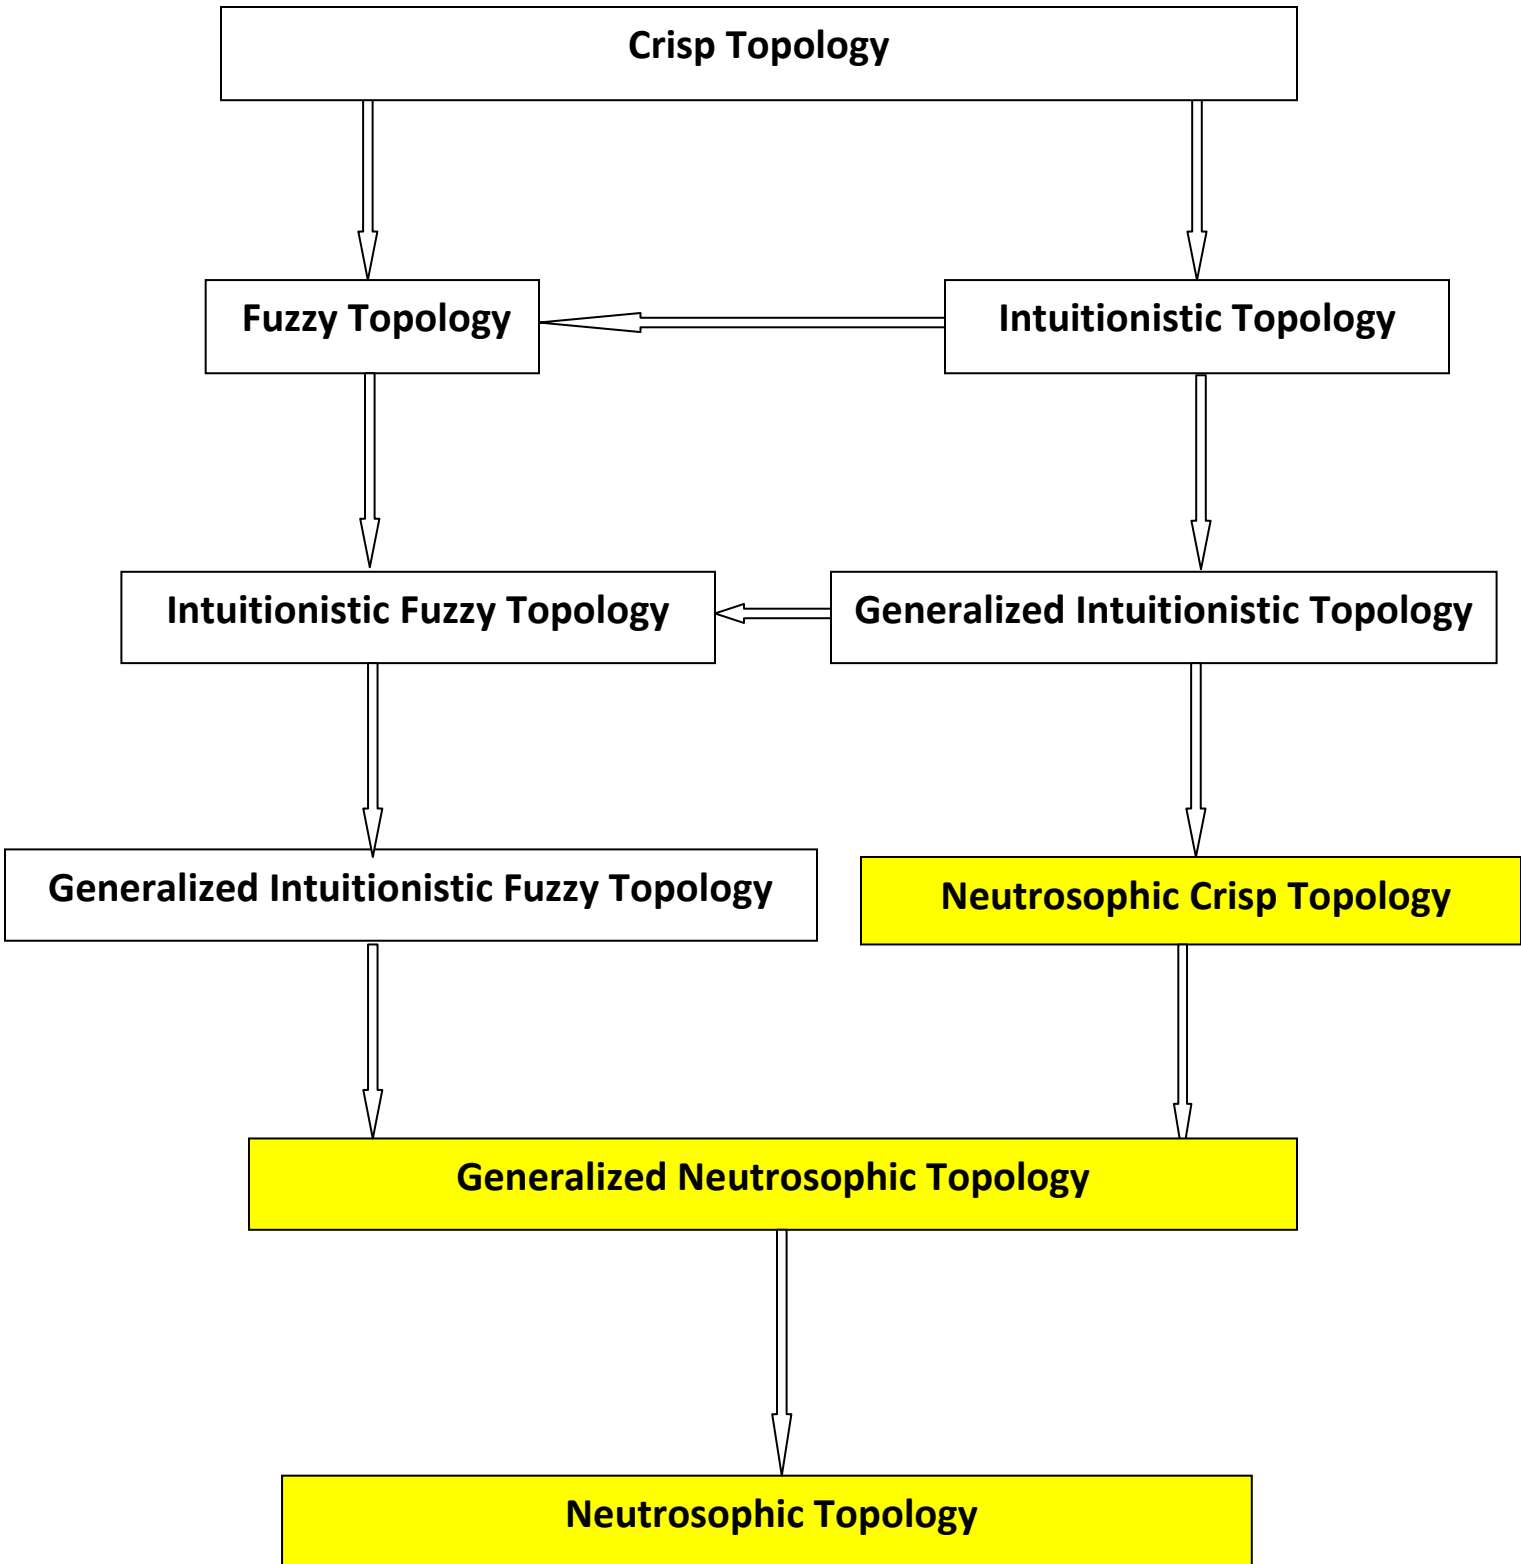 Crisp Topology
Fuzzy Topology
Intuitionistic Topology
Intuitionistic Fuzzy Topology
Generalized Intuitionistic Topology
Generalized Intuitionistic Fuzzy Topology
Neutrosophic Crisp Topology
Generalized Neutrosophic Topology
Neutrosophic Topology